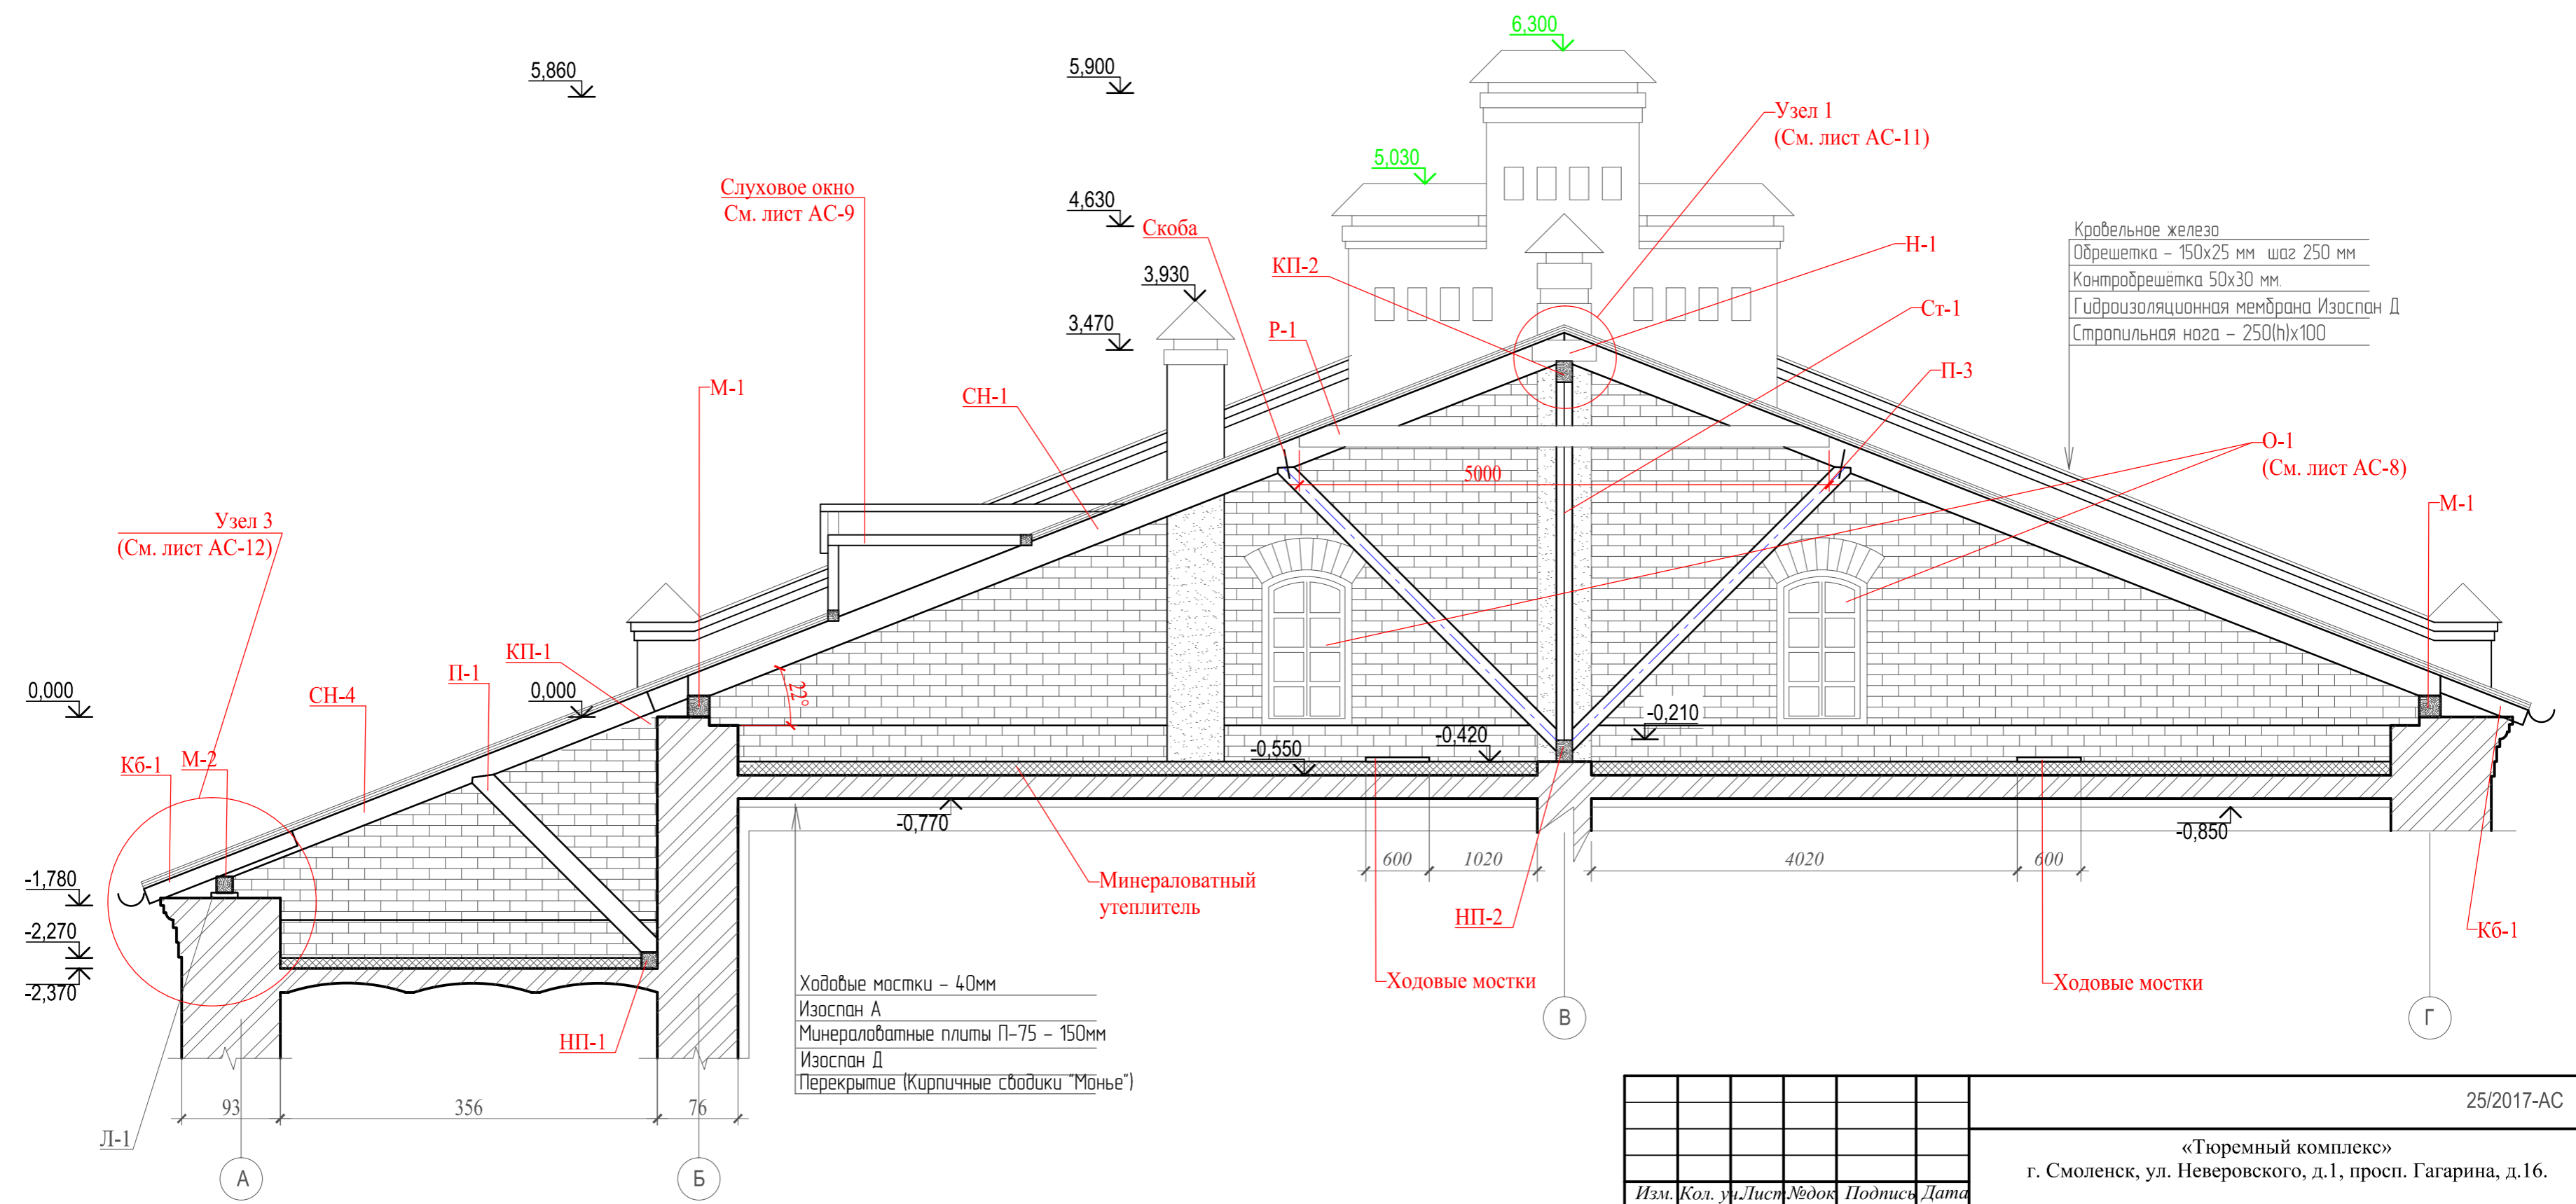 6,300
5,860
5,900
Узел 1
(См. лист АС-11)
5,030
Слуховое окно
См. лист АС-9
4,630
Скоба
Кровельное железо
Обрешетка - 150х25 мм шаг 250 мм
Контробрешётка 50х30 мм.
Гидроизоляционная мембрана Изоспан Д
Стропильная нога - 250(h)х100
Н-1
КП-2
3,930
Ст-1
3,470
Р-1
П-3
М-1
СН-1
О-1
(См. лист АС-8)
5000
М-1
Узел 3
(См. лист АС-12)
КП-1
П-1
22°
0,000
СН-4
0,000
-0,210
-0,420
-0,550
Кб-1
М-2
-0,770
-0,850
600
1020
4020
600
-1,780
Минераловатный
утеплитель
НП-2
Кб-1
-2,270
-2,370
Ходовые мостки
Ходовые мостки
Ходовые мостки - 40мм
Изоспан А
Минераловатные плиты П-75 - 150мм
Изоспан Д
Перекрытие (Кирпичные сводики "Монье")
В
Г
НП-1
93
356
76
Л-1
А
Б
25/2017-АС
«Тюремный комплекс»
г. Смоленск, ул. Неверовского, д.1, просп. Гагарина, д.16.
Изм. Кол. уч. Лист №док Подпись Дата